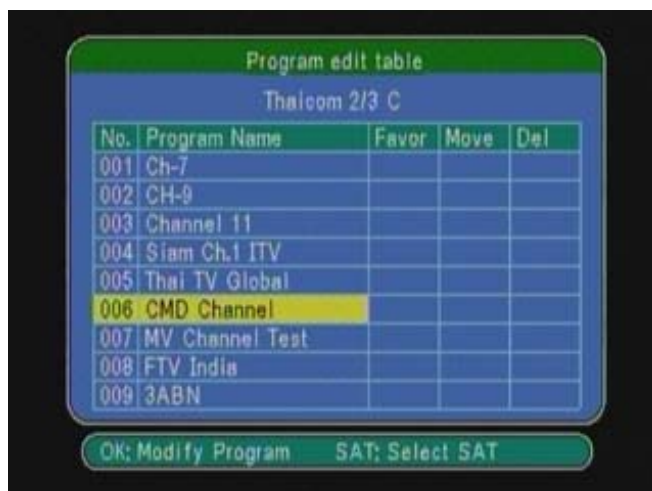 Program edit table
Thaicom 2/3 C
No. Program Name Favor Move Del
001 Ch-7
002 CH-9
003 Channel 11
004 Siam Ch.1 ITV
005 Thai TV Global
006 CMD Channel
007 MV Channel Test
008 FTV India
009 3ABN
OK: Modify Program SAT: Select SAT